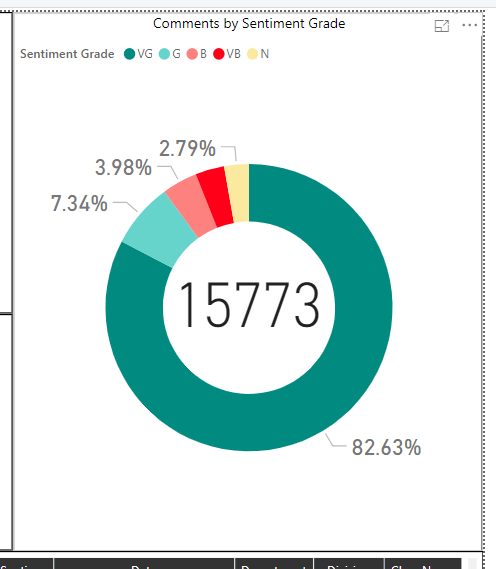 Comments by Sentiment Grade
Sentiment Grade VG G B VB N
2.79%
3.98%
7.34%
15773
82.63%